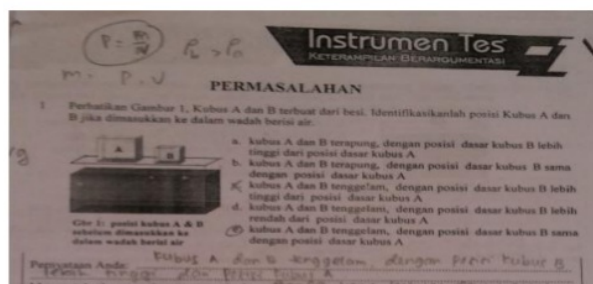 P = m/V
ρb > ρa
m = P . V
Instrumen Tes
KETERAMPILAN BERARGUMENTASI
PERMASALAHAN
1 Perhatikan Gambar 1, Kubus A dan B terbuat dari besi. Identifikasikanlah posisi Kubus A dan
B jika dimasukkan ke dalam wadah berisi air.
A
B
a. kubus A dan B terapung, dengan posisi dasar kubus B lebih
tinggi dari posisi dasar kubus A
b. kubus A dan B terapung, dengan posisi dasar kubus B sama
dengan posisi dasar kubus A
kubus A dan B tenggelam, dengan posisi dasar kubus B lebih
tinggi dari posisi dasar kubus A
d. kubus A dan B tenggelam, dengan posisi dasar kubus B lebih
rendah dari posisi dasar kubus A
e kubus A dan B tenggelam, dengan posisi dasar kubus B sama
dengan posisi dasar kubus A
Gbr 1: posisi kubus A & B
sebelum dimasukkan ke
dalam wadah berisi air
Pernyataan Anda: kubus A dan B tenggelam, dengan posisi kubus B
lebih tinggi dari posisi kubus A